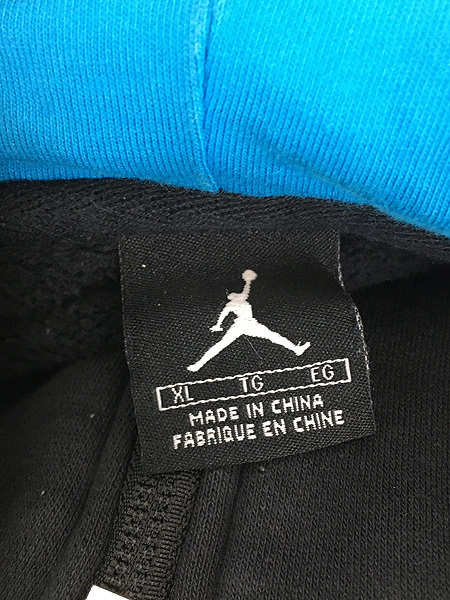 XL TG EG
MADE IN CHINA
FABRIQUE EN CHINE